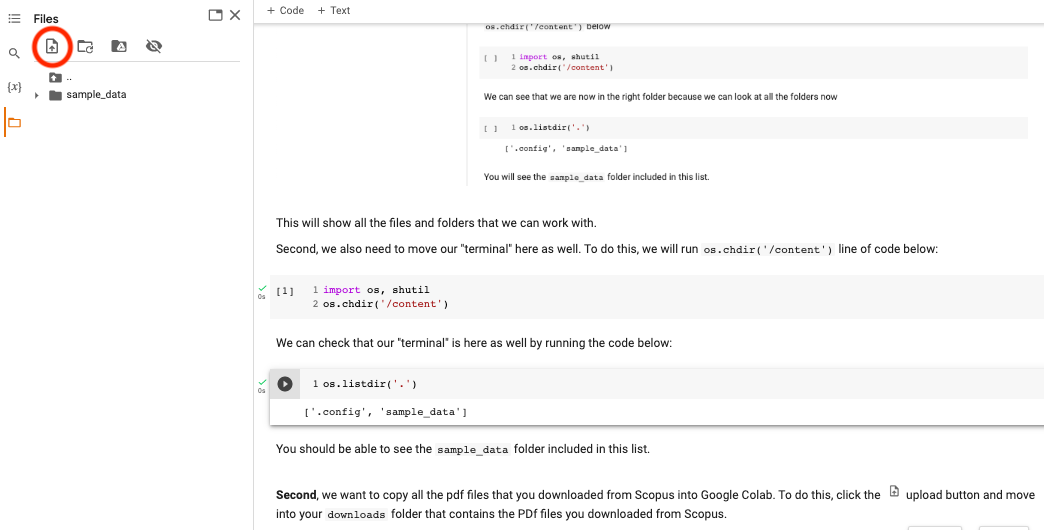 Files
..
sample_data
{x}
+ Code + Text
os.chdir('/content') below
[ ] 1 import os, shutil
2 os.chdir('/content')
We can see that we are now in the right folder because we can look at all the folders now
[ ] 1 os.listdir('.')
['.config', 'sample_data']
You will see the sample_data folder included in this list.
This will show all the files and folders that we can work with.
Second, we also need to move our "terminal" here as well. To do this, we will run os.chdir('/content') line of code below:
[1] 1 import os, shutil
0s 2 os.chdir('/content')
We can check that our "terminal" is here as well by running the code below:
1 os.listdir('.')
0s
['.config', 'sample_data']
You should be able to see the sample_data folder included in this list.
Second, we want to copy all the pdf files that you downloaded from Scopus into Google Colab. To do this, click the upload button and move
into your downloads folder that contains the PDf files you downloaded from Scopus.